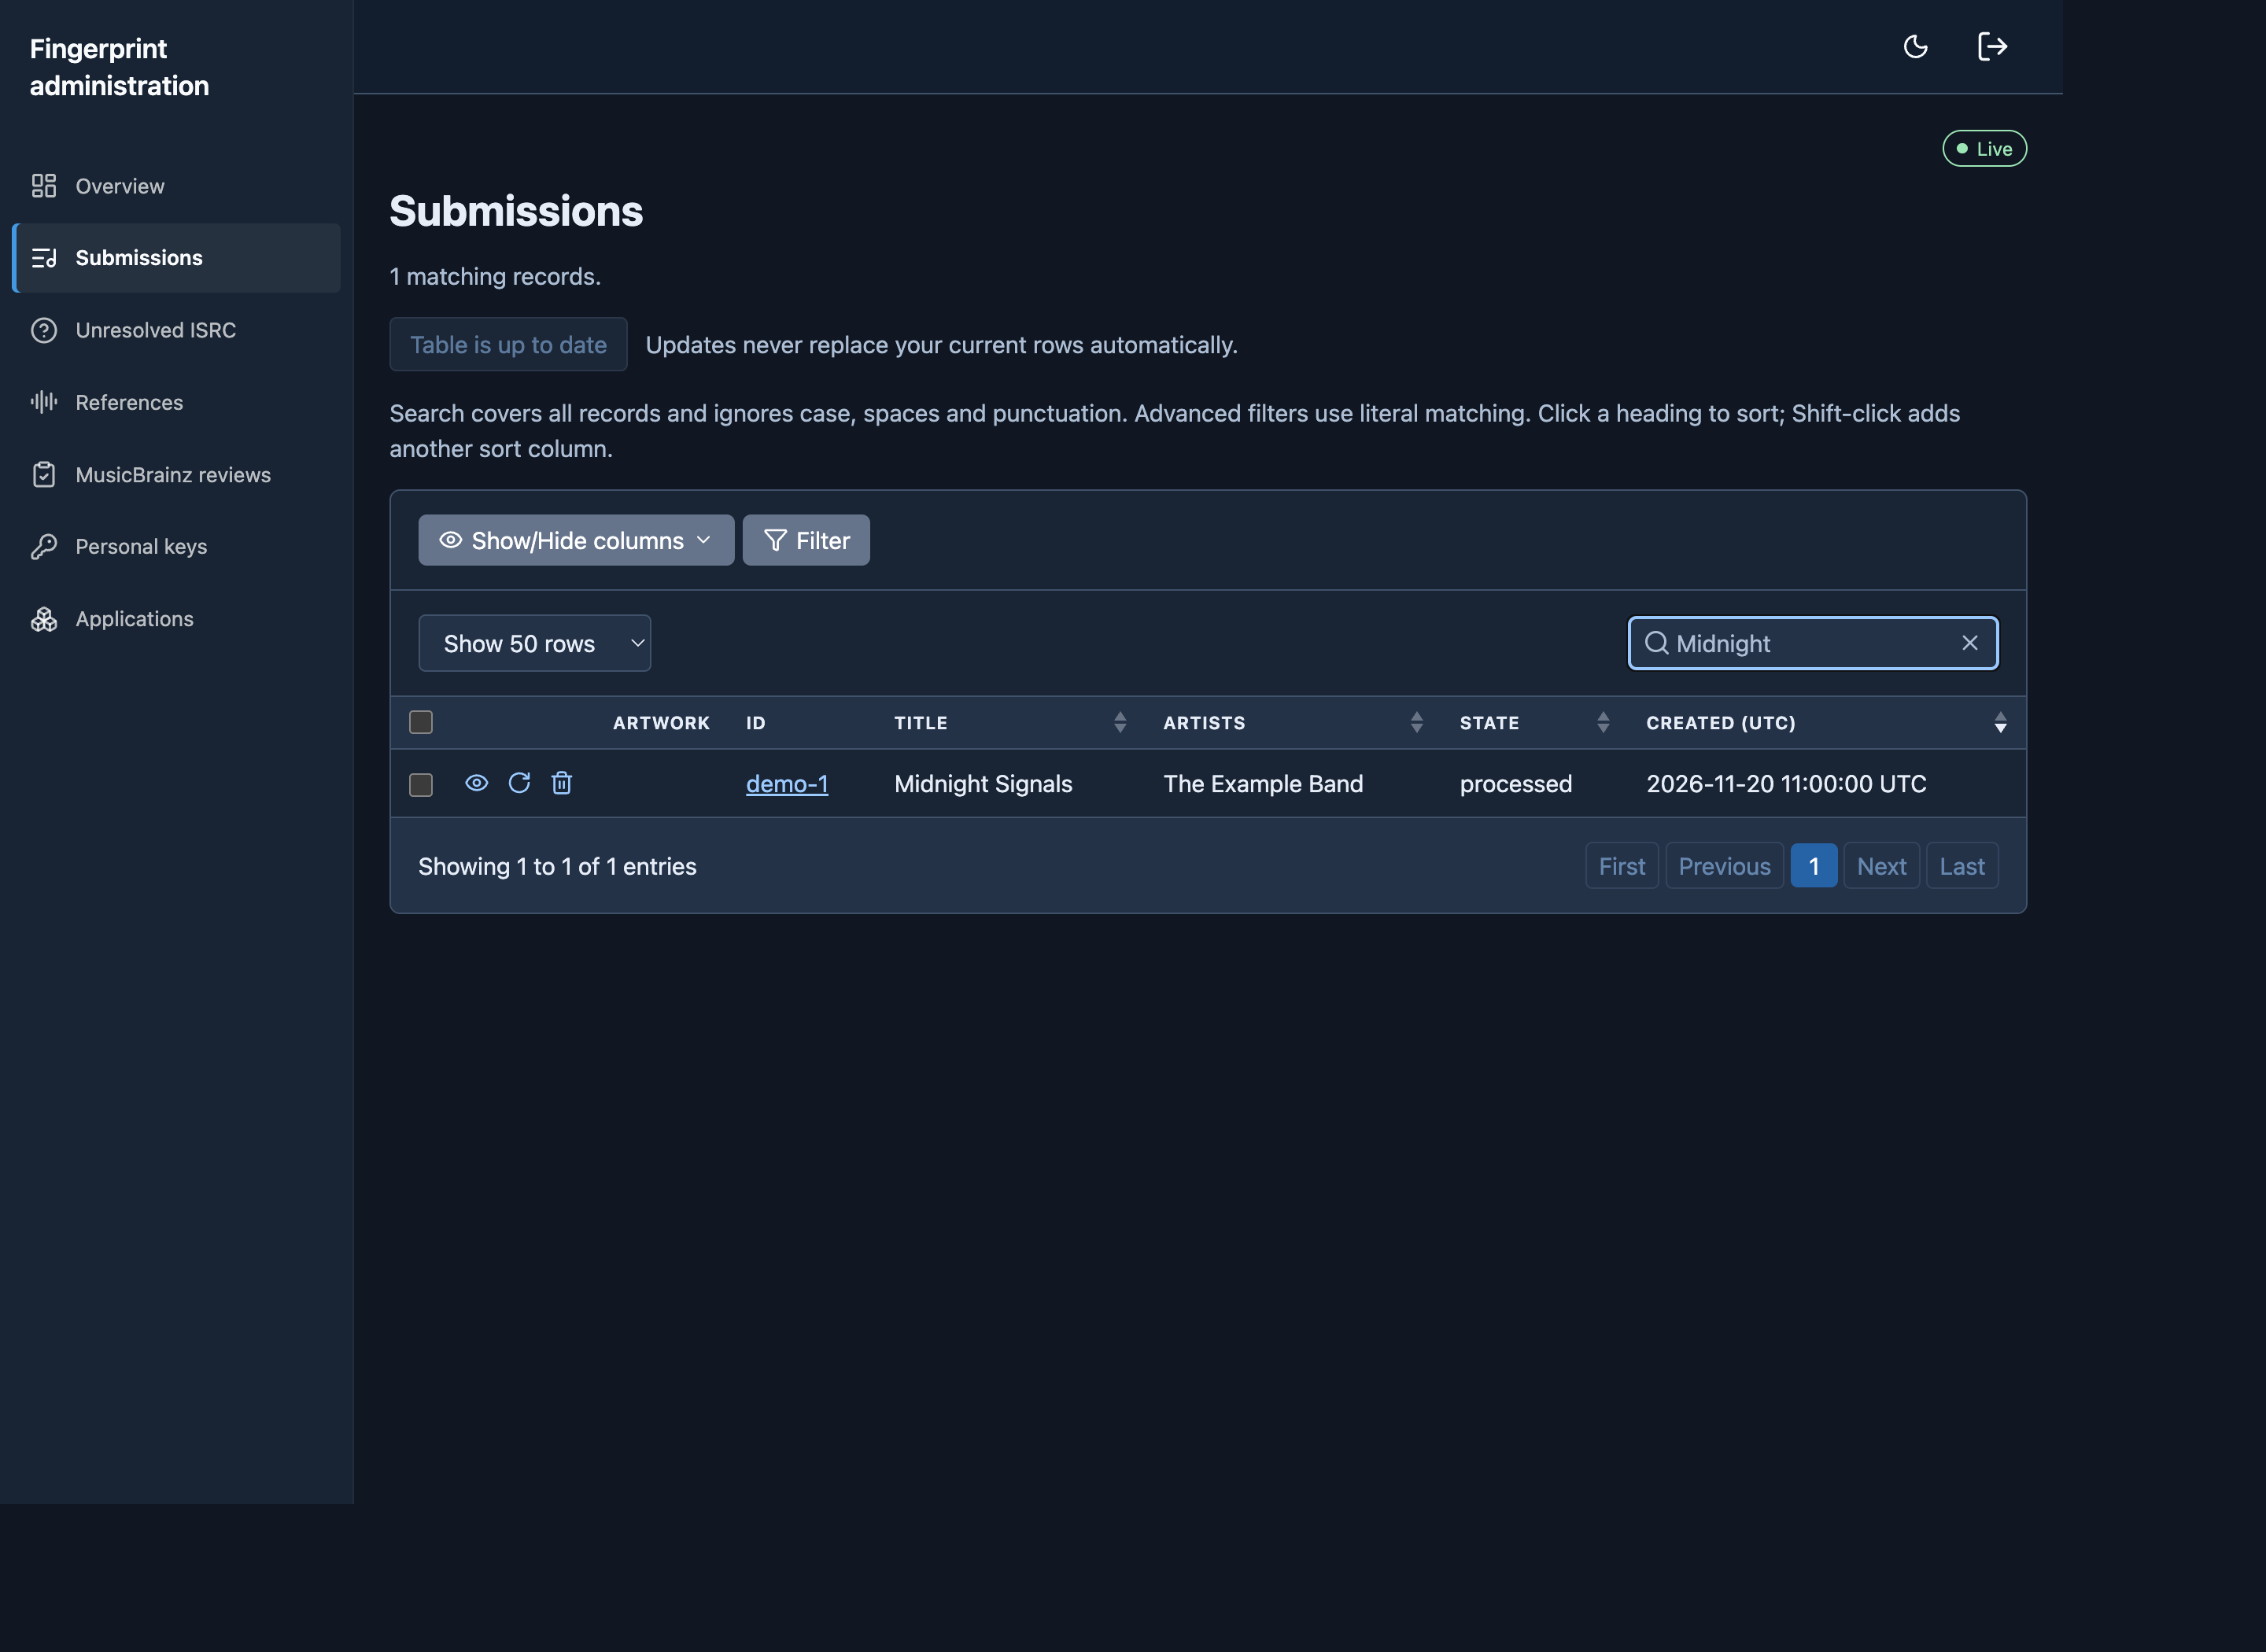 Fingerprint
administration
Overview
Submissions
Unresolved ISRC
References
MusicBrainz reviews
Personal keys
Applications
Live
Submissions
1 matching records.
Table is up to date Updates never replace your current rows automatically.
Search covers all records and ignores case, spaces and punctuation. Advanced filters use literal matching. Click a heading to sort; Shift-click adds
another sort column.
Show/Hide columns Filter
Show 50 rows Midnight
ARTWORK ID TITLE ARTISTS STATE CREATED (UTC)
demo-1 Midnight Signals The Example Band processed 2026-11-20 11:00:00 UTC
Showing 1 to 1 of 1 entries First Previous 1 Next Last